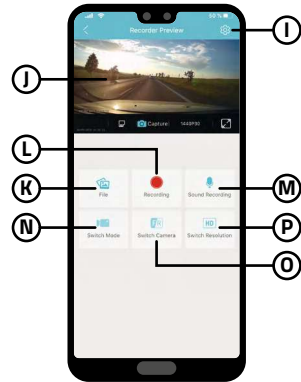 50 %
Recorder Preview
I
J
Capture
1440P30
L
K
File
Recording
Sound Recording
M
N
Switch Mode
Switch Camera
Switch Resolution
HD
P
O